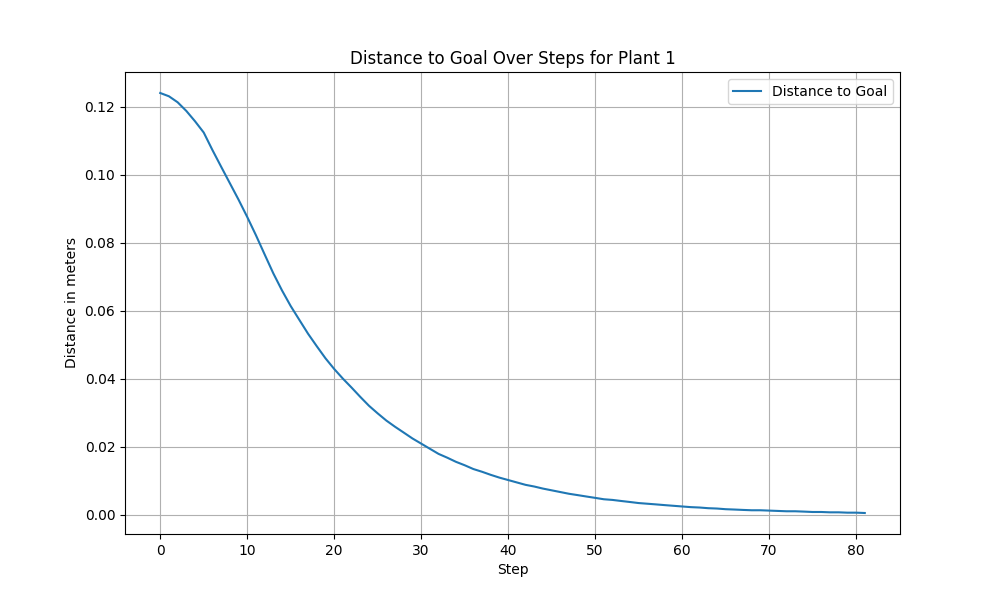 Distance to Goal Over Steps for Plant 1
Distance to Goal
0.12
0.10
0.08
0.06
0.04
0.02
0.00
Distance in meters
0 10 20 30 40 50 60 70 80
Step